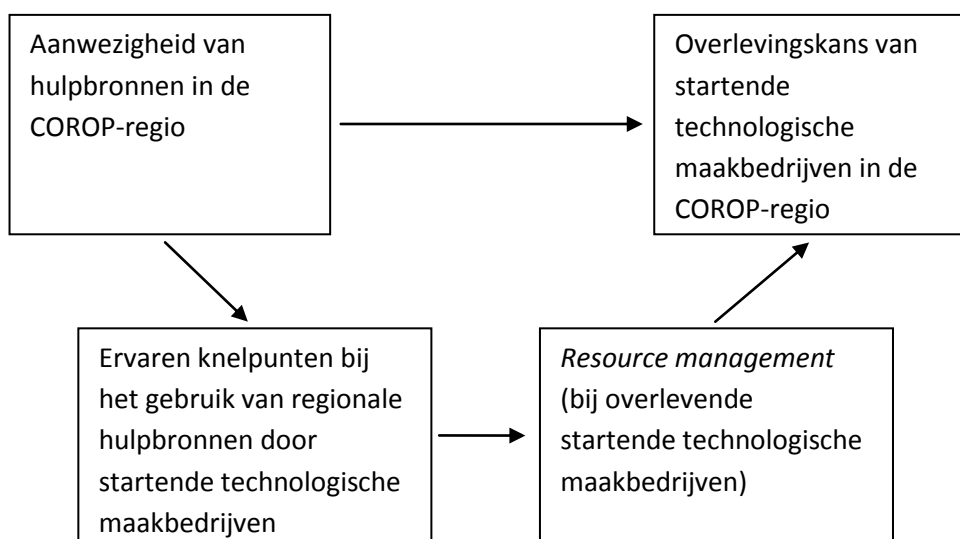 Aanwezigheid van
hulpbronnen in de
COROP-regio
Overlevingskans van
startende
technologische
maakbedrijven in de
COROP-regio
Ervaren knelpunten bij
het gebruik van regionale
hulpbronnen door
startende technologische
maakbedrijven
Resource management
(bij overlevende
startende technologische
maakbedrijven)